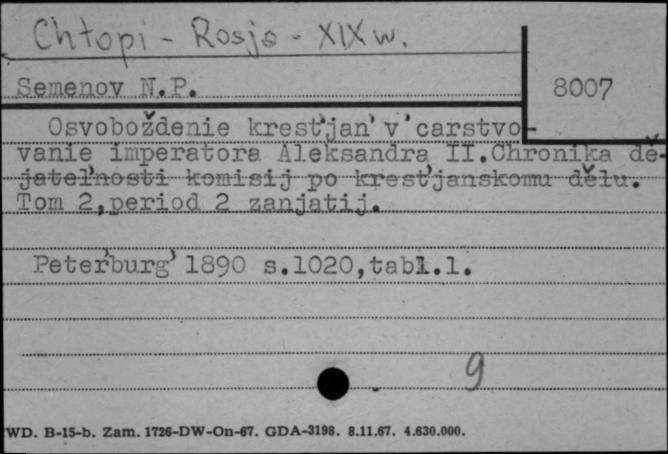 Chłopi - Rosja - XIX w.
Semenov N.P.
8007
Osvoboždenie krest'jan' v' carstvo-
vanie imperatora Aleksandra II. Chronika dě-
jatel'nosti komisij po krest'janskomu dělu.
Tom 2, period 2 zanjatij.
Peter'burg' 1890 s.1020, tabl.1.
9
WD. B-15-b. Zam. 1726-DW-On-67. GDA-3198. 8.11.67. 4.630.000.